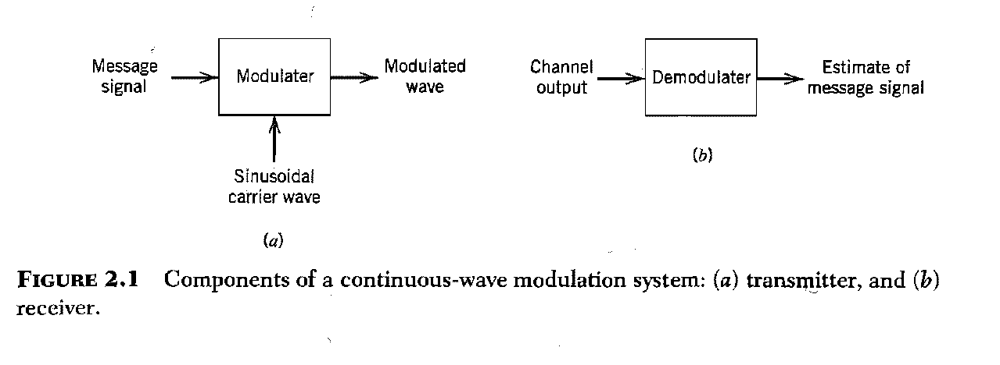 Message
signal
Modulater
Modulated
wave
Sinusoidal
carrier wave
(a)
Channel
output
Demodulater
Estimate of
message signal
(b)
FIGURE 2.1 Components of a continuous-wave modulation system: (a) transmitter, and (b)
receiver.